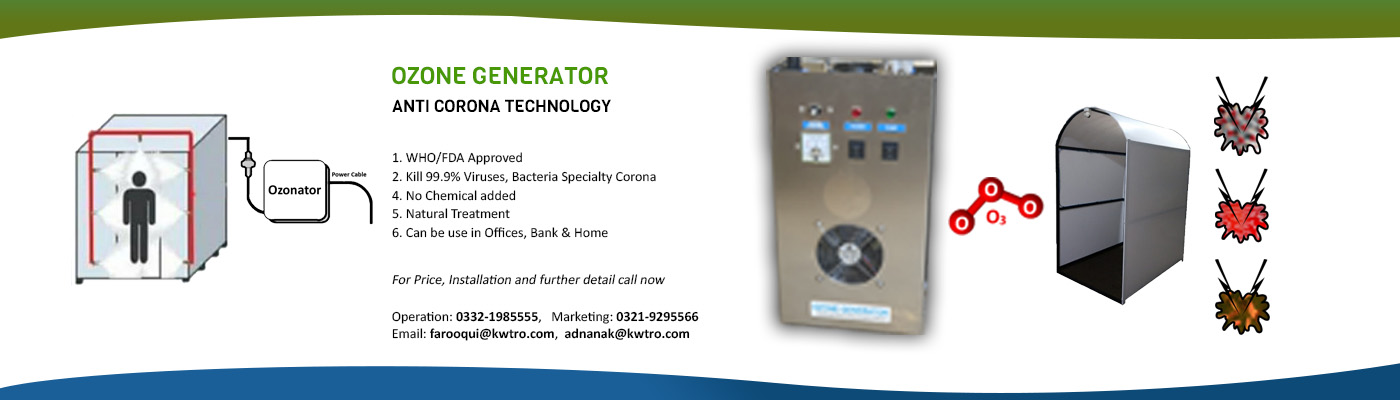 OZONE GENERATOR
ANTI CORONA TECHNOLOGY
1. WHO/FDA Approved
2. Kill 99.9% Viruses, Bacteria Specialty Corona
4. No Chemical added
5. Natural Treatment
6. Can be use in Offices, Bank & Home
For Price, Installation and further detail call now
Operation: 0332-1985555, Marketing: 0321-9295566
Email: farooqui@kwtro.com, adnanak@kwtro.com
Ozonator
Power Cable
OZONE GENERATOR
O
O
O
O3